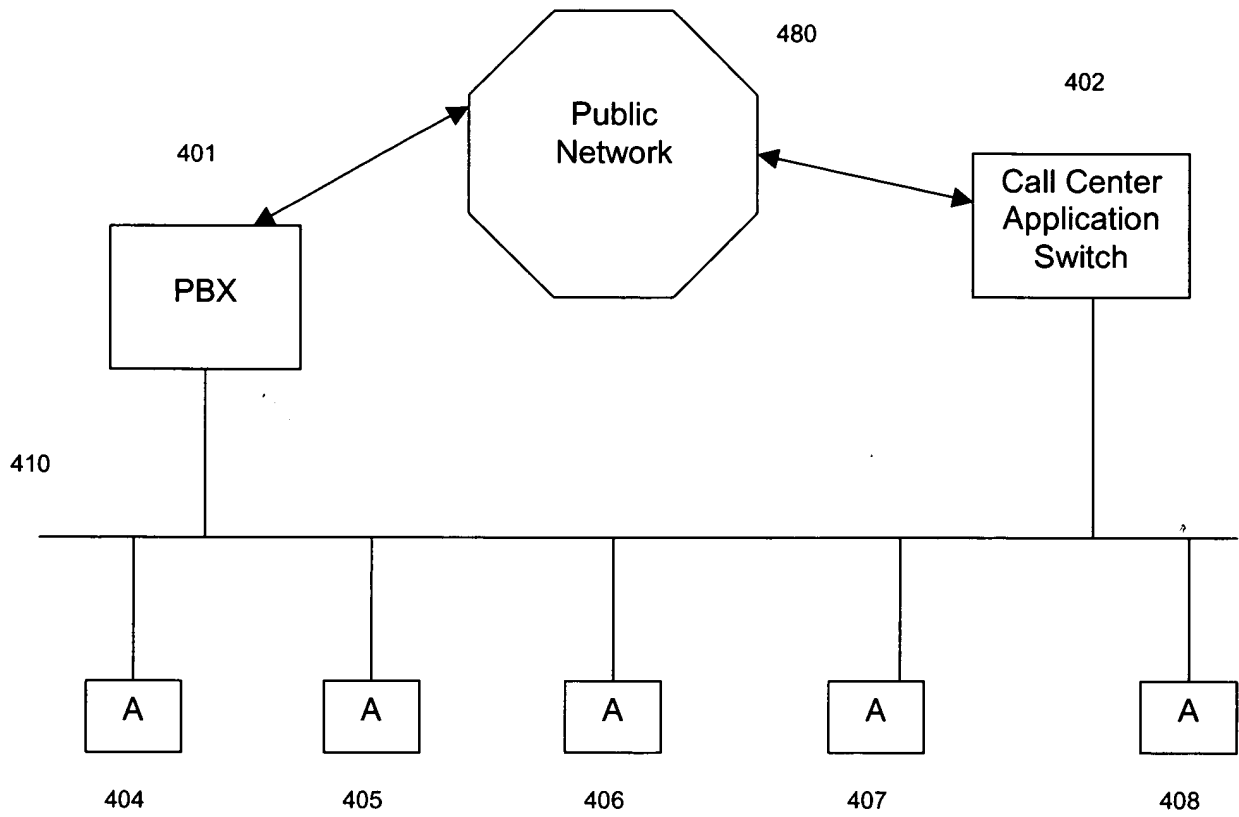 480
402
401
Public
Network
Call Center
Application
Switch
PBX
410
A
A
A
A
A
404
405
406
407
408